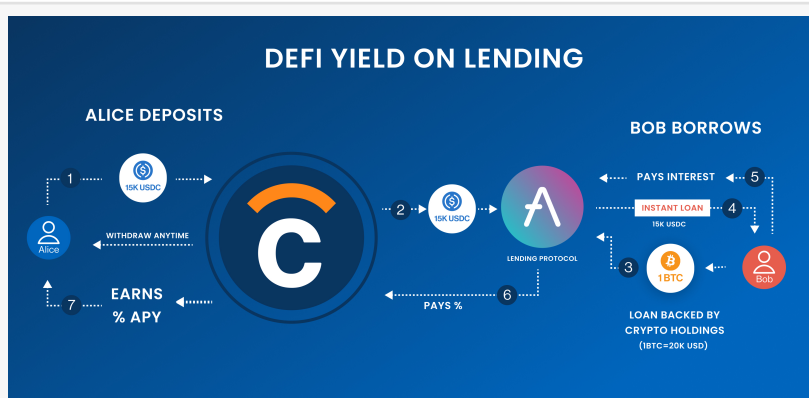 DEFI YIELD ON LENDING
ALICE DEPOSITS
1
15K USDC
Alice
WITHDRAW ANYTIME
7
EARNS
% APY
C
2
15K USDC
LENDING PROTOCOL
6
PAYS %
BOB BORROWS
PAYS INTEREST
5
INSTANT LOAN
4
15K USDC
3
1 BTC
Bob
LOAN BACKED BY
CRYPTO HOLDINGS
(1BTC=20K USD)